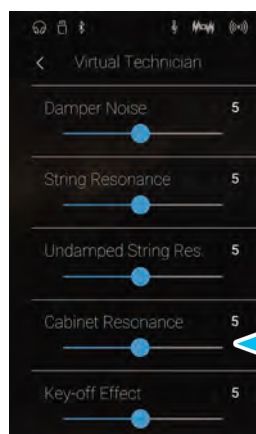 Virtual Technician
Damper Noise 5
String Resonance 5
Undamped String Res. 5
Cabinet Resonance 5
Key-off Effect 5